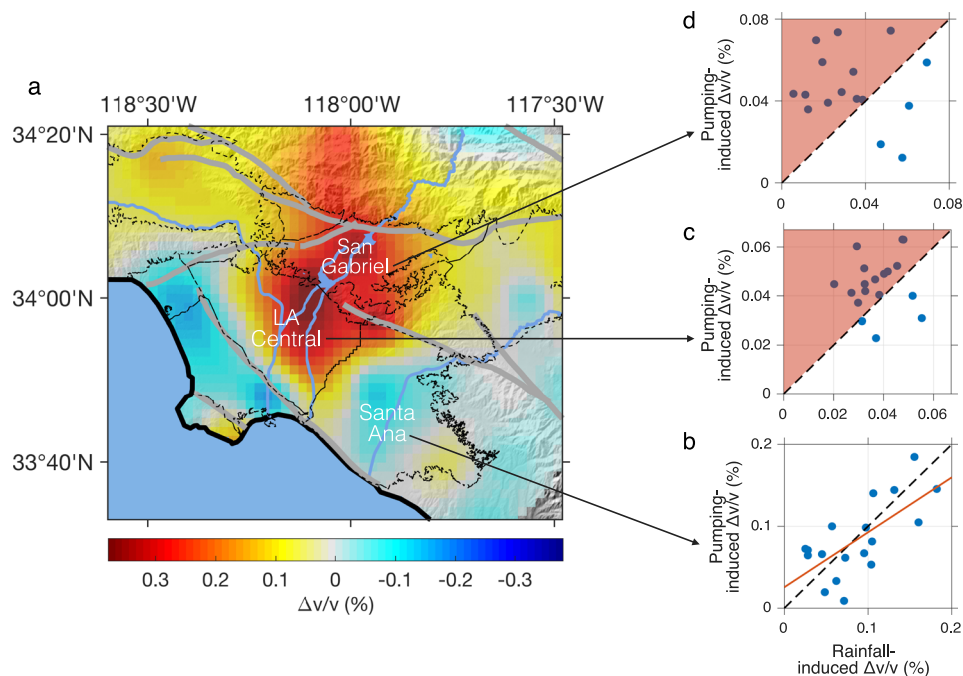 a
118°30'W
118°00'W
117°30'W
34°20'N
34°00'N
33°40'N
San
Gabriel
LA
Central
Santa
Ana
0.3
0.2
0.1
0
-0.1
-0.2
-0.3
Δv/v (%)
d
Pumping-
induced Δv/v (%)
0.08
0.04
0
0
0.04
0.08
c
Pumping-
induced Δv/v (%)
0.06
0.04
0.02
0
0
0.02
0.04
0.06
b
Pumping-
induced Δv/v (%)
0.2
0.1
0
0
0.1
0.2
Rainfall-
induced Δv/v (%)